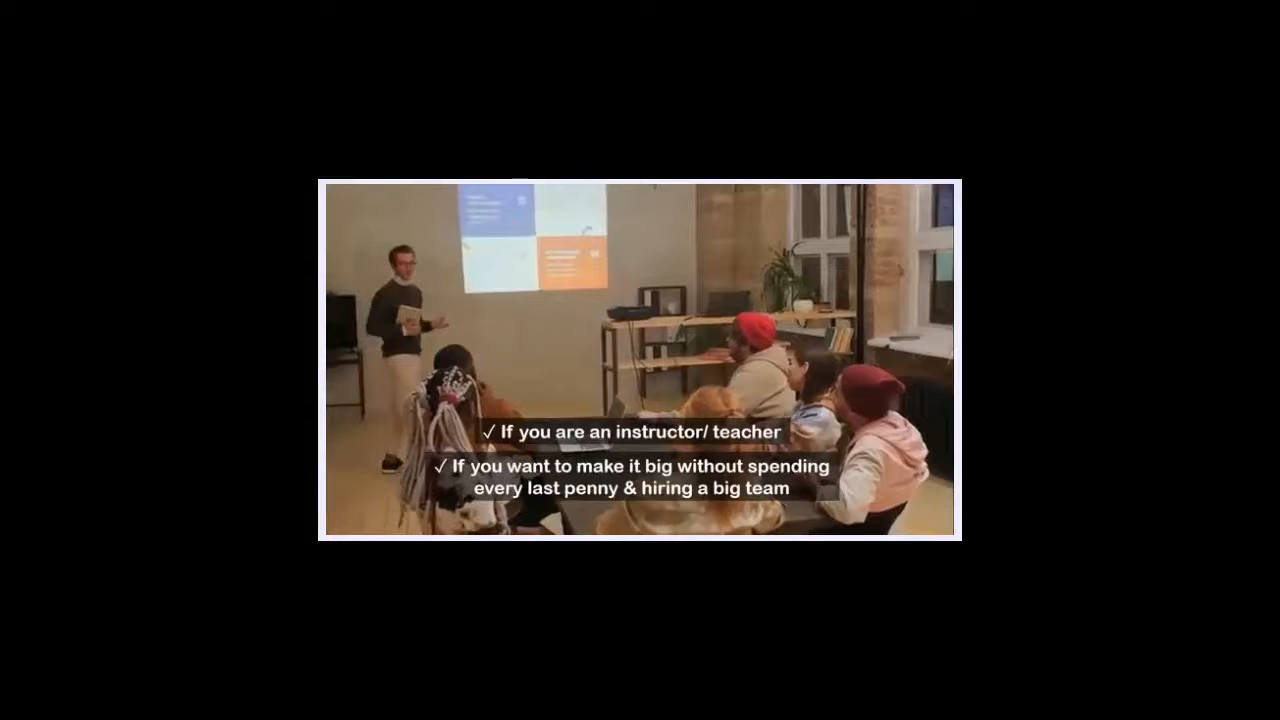 ✓ If you are an instructor/ teacher
✓ If you want to make it big without spending
every last penny & hiring a big team